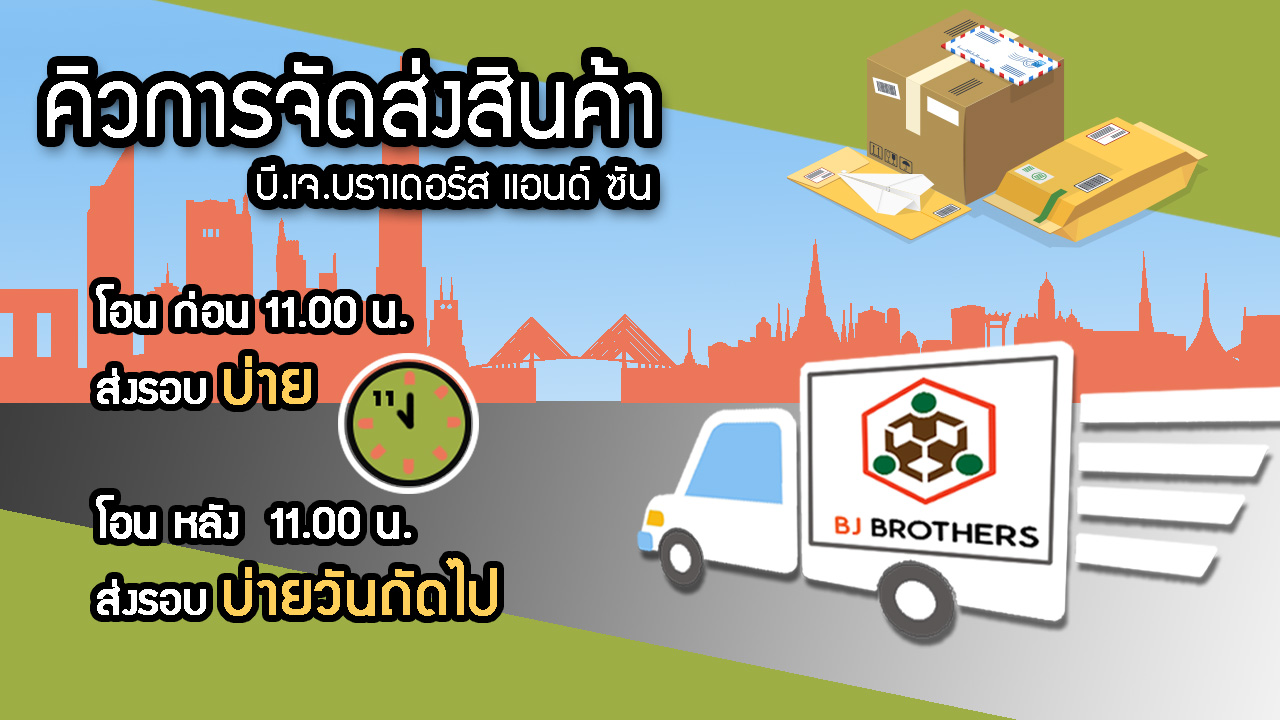 คิวการจัดส่งสินค้า
บี.เจ.บราเดอร์ส แอนด์ ซัน
โอน ก่อน 11.00 น.
ส่งรอบ บ่าย
11
โอน หลัง 11.00 น.
ส่งรอบ บ่ายวันถัดไป
BJ BROTHERS